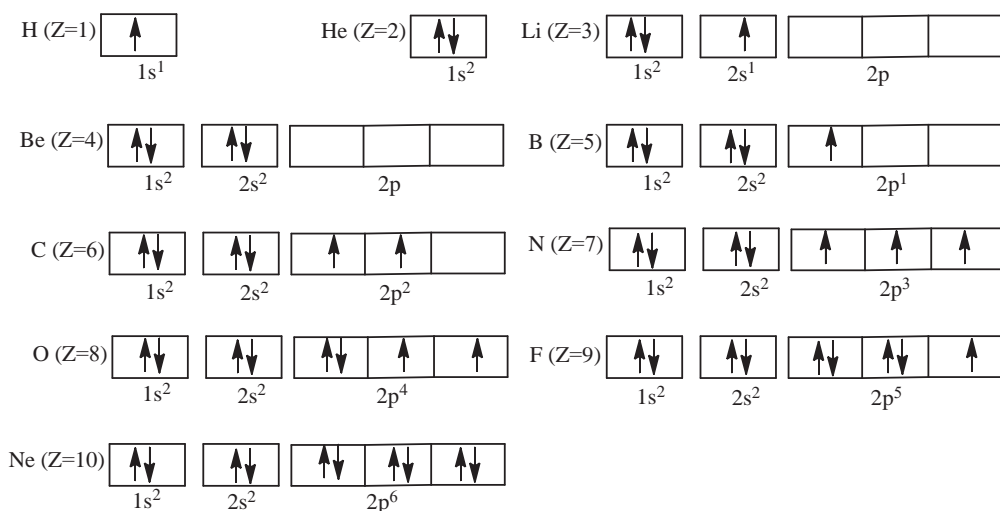 H (Z=1) He (Z=2) Li (Z=3)
1s¹ 1s² 1s² 2s¹ 2p
Be (Z=4) B (Z=5)
1s² 2s² 2p 1s² 2s² 2p¹
C (Z=6) N (Z=7)
1s² 2s² 2p² 1s² 2s² 2p³
O (Z=8) F (Z=9)
1s² 2s² 2p⁴ 1s² 2s² 2p⁵
Ne (Z=10)
1s² 2s² 2p⁶